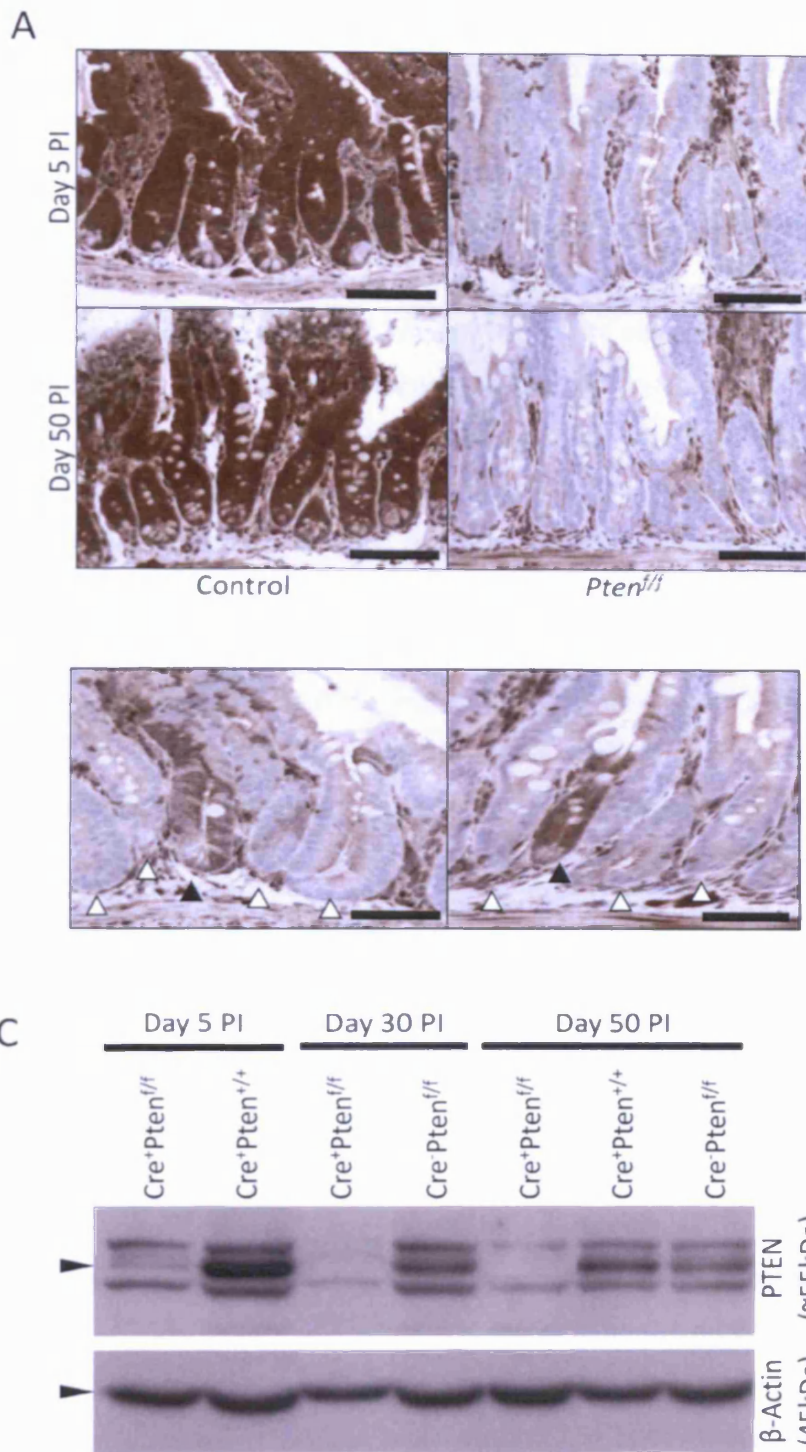 A
Day 5 PI
Day 50 PI
Control
Pten^f/f
C
Day 5 PI Day 30 PI Day 50 PI
Cre⁺Pten^f/f
Cre⁺Pten^+/+
Cre⁺Pten^f/f
Cre⁻Pten^f/f
Cre⁺Pten^f/f
Cre⁺Pten^+/+
Cre⁻Pten^f/f
PTEN
β-Actin